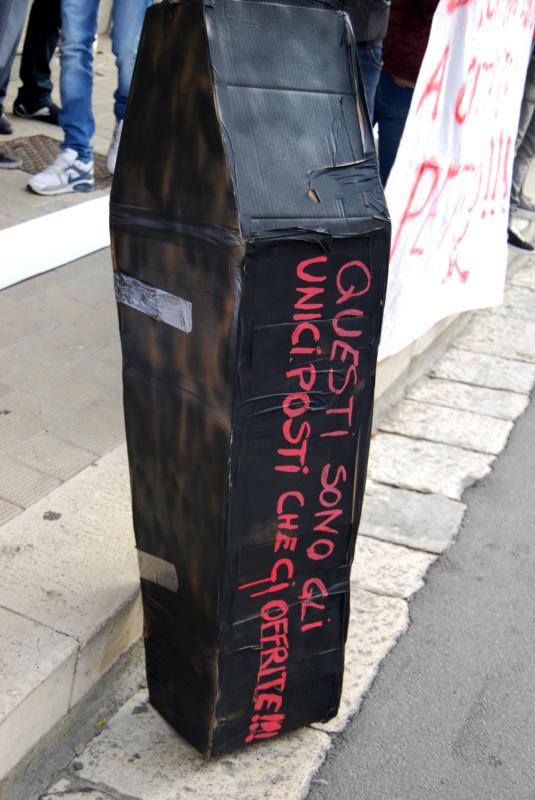 QUESTI SONO GLI
UNICI POSTI CHE CI OFFRITE!!!
A